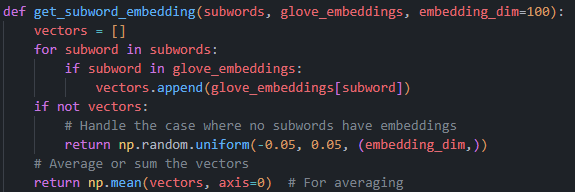 def get_subword_embedding(subwords, glove_embeddings, embedding_dim=100):
    vectors = []
    for subword in subwords:
        if subword in glove_embeddings:
            vectors.append(glove_embeddings[subword])
    if not vectors:
        # Handle the case where no subwords have embeddings
        return np.random.uniform(-0.05, 0.05, (embedding_dim,))
    # Average or sum the vectors
    return np.mean(vectors, axis=0)  # For averaging